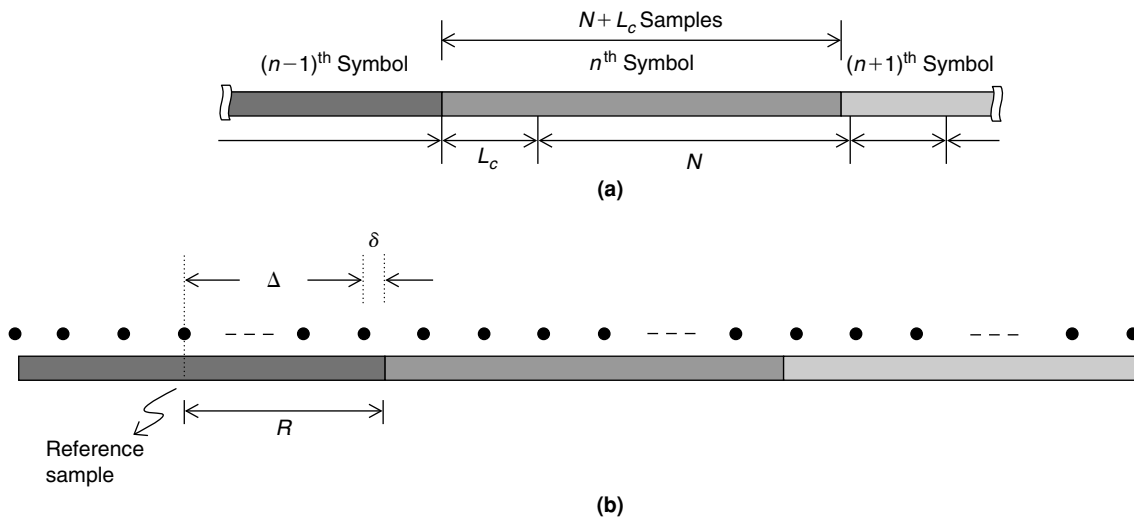 N + L_c Samples
(n−1)^th Symbol
n^th Symbol
(n+1)^th Symbol
L_c
N
(a)
δ
Δ
R
Reference
sample
(b)